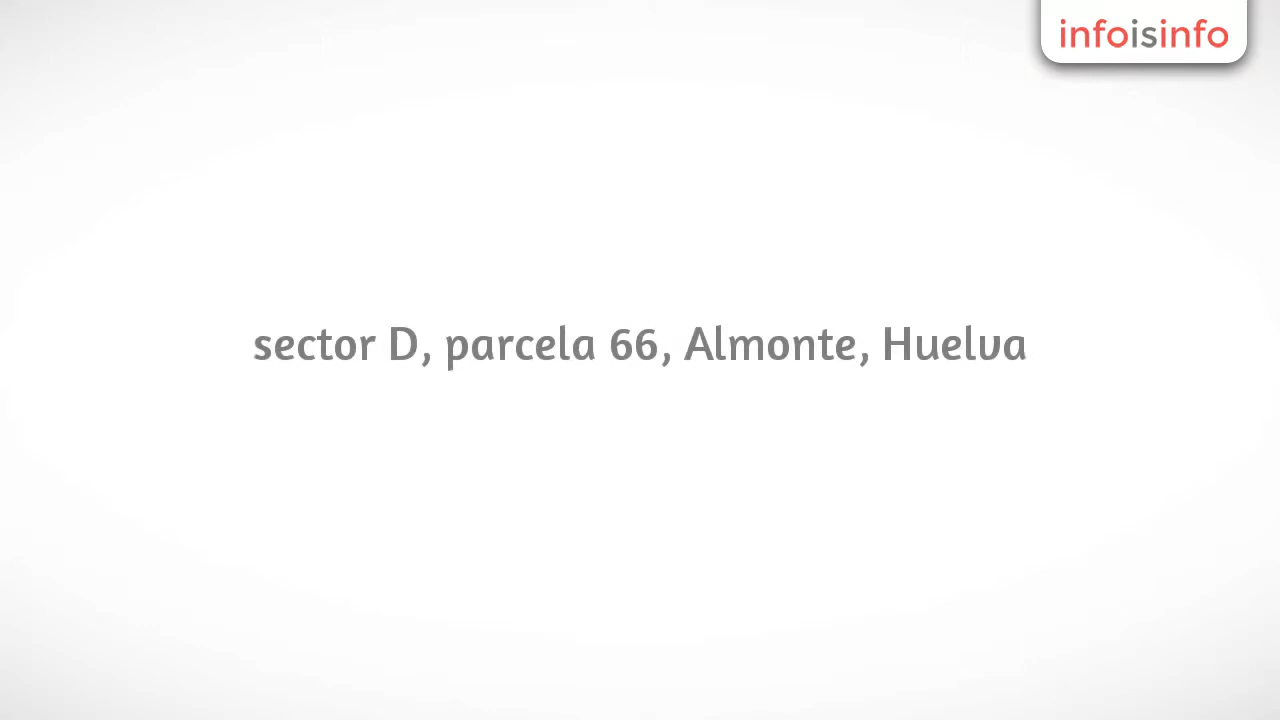 infoisinfo
sector D, parcela 66, Almonte, Huelva